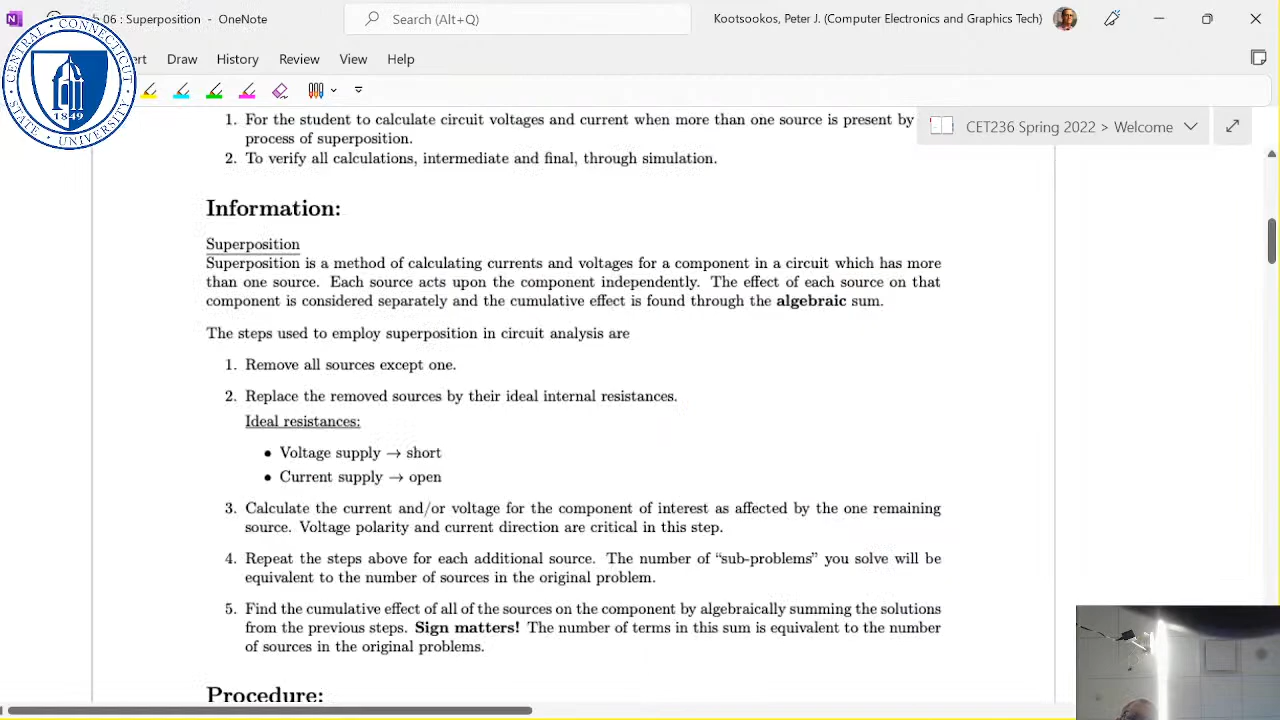 06 : Superposition - OneNote
Search (Alt+Q)
Kootsookos, Peter J. (Computer Electronics and Graphics Tech)
Draw
History
Review
View
Help
CENTRAL CONNECTICUT
STATE UNIVERSITY
1849
CET236 Spring 2022 > Welcome
1. For the student to calculate circuit voltages and current when more than one source is present by
process of superposition.
2. To verify all calculations, intermediate and final, through simulation.
Information:
Superposition
Superposition is a method of calculating currents and voltages for a component in a circuit which has more
than one source. Each source acts upon the component independently. The effect of each source on that
component is considered separately and the cumulative effect is found through the algebraic sum.
The steps used to employ superposition in circuit analysis are
1. Remove all sources except one.
2. Replace the removed sources by their ideal internal resistances.
Ideal resistances:
• Voltage supply → short
• Current supply → open
3. Calculate the current and/or voltage for the component of interest as affected by the one remaining
source. Voltage polarity and current direction are critical in this step.
4. Repeat the steps above for each additional source. The number of “sub-problems” you solve will be
equivalent to the number of sources in the original problem.
5. Find the cumulative effect of all of the sources on the component by algebraically summing the solutions
from the previous steps. Sign matters! The number of terms in this sum is equivalent to the number
of sources in the original problems.
Procedure: